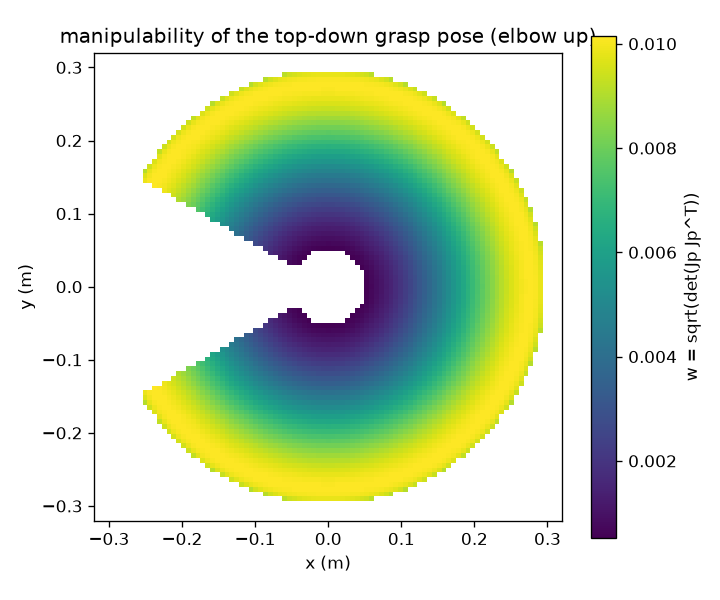 manipulability of the top-down grasp pose (elbow up)
0.3
0.2
0.1
0.0
−0.1
−0.2
−0.3
y (m)
−0.3 −0.2 −0.1 0.0 0.1 0.2 0.3
x (m)
0.010
0.008
0.006
0.004
0.002
w = sqrt(det(Jp Jp^T))